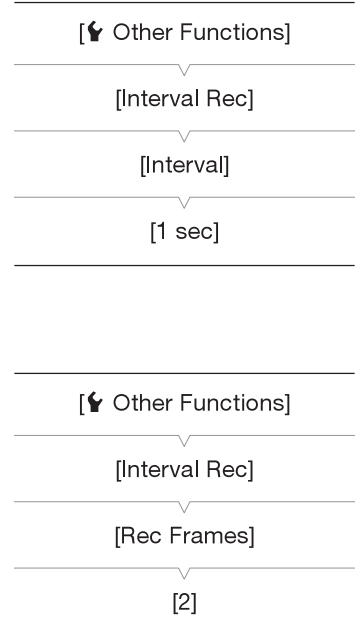 [ Other Functions]
[Interval Rec]
[Interval]
[1 sec]
[ Other Functions]
[Interval Rec]
[Rec Frames]
[2]